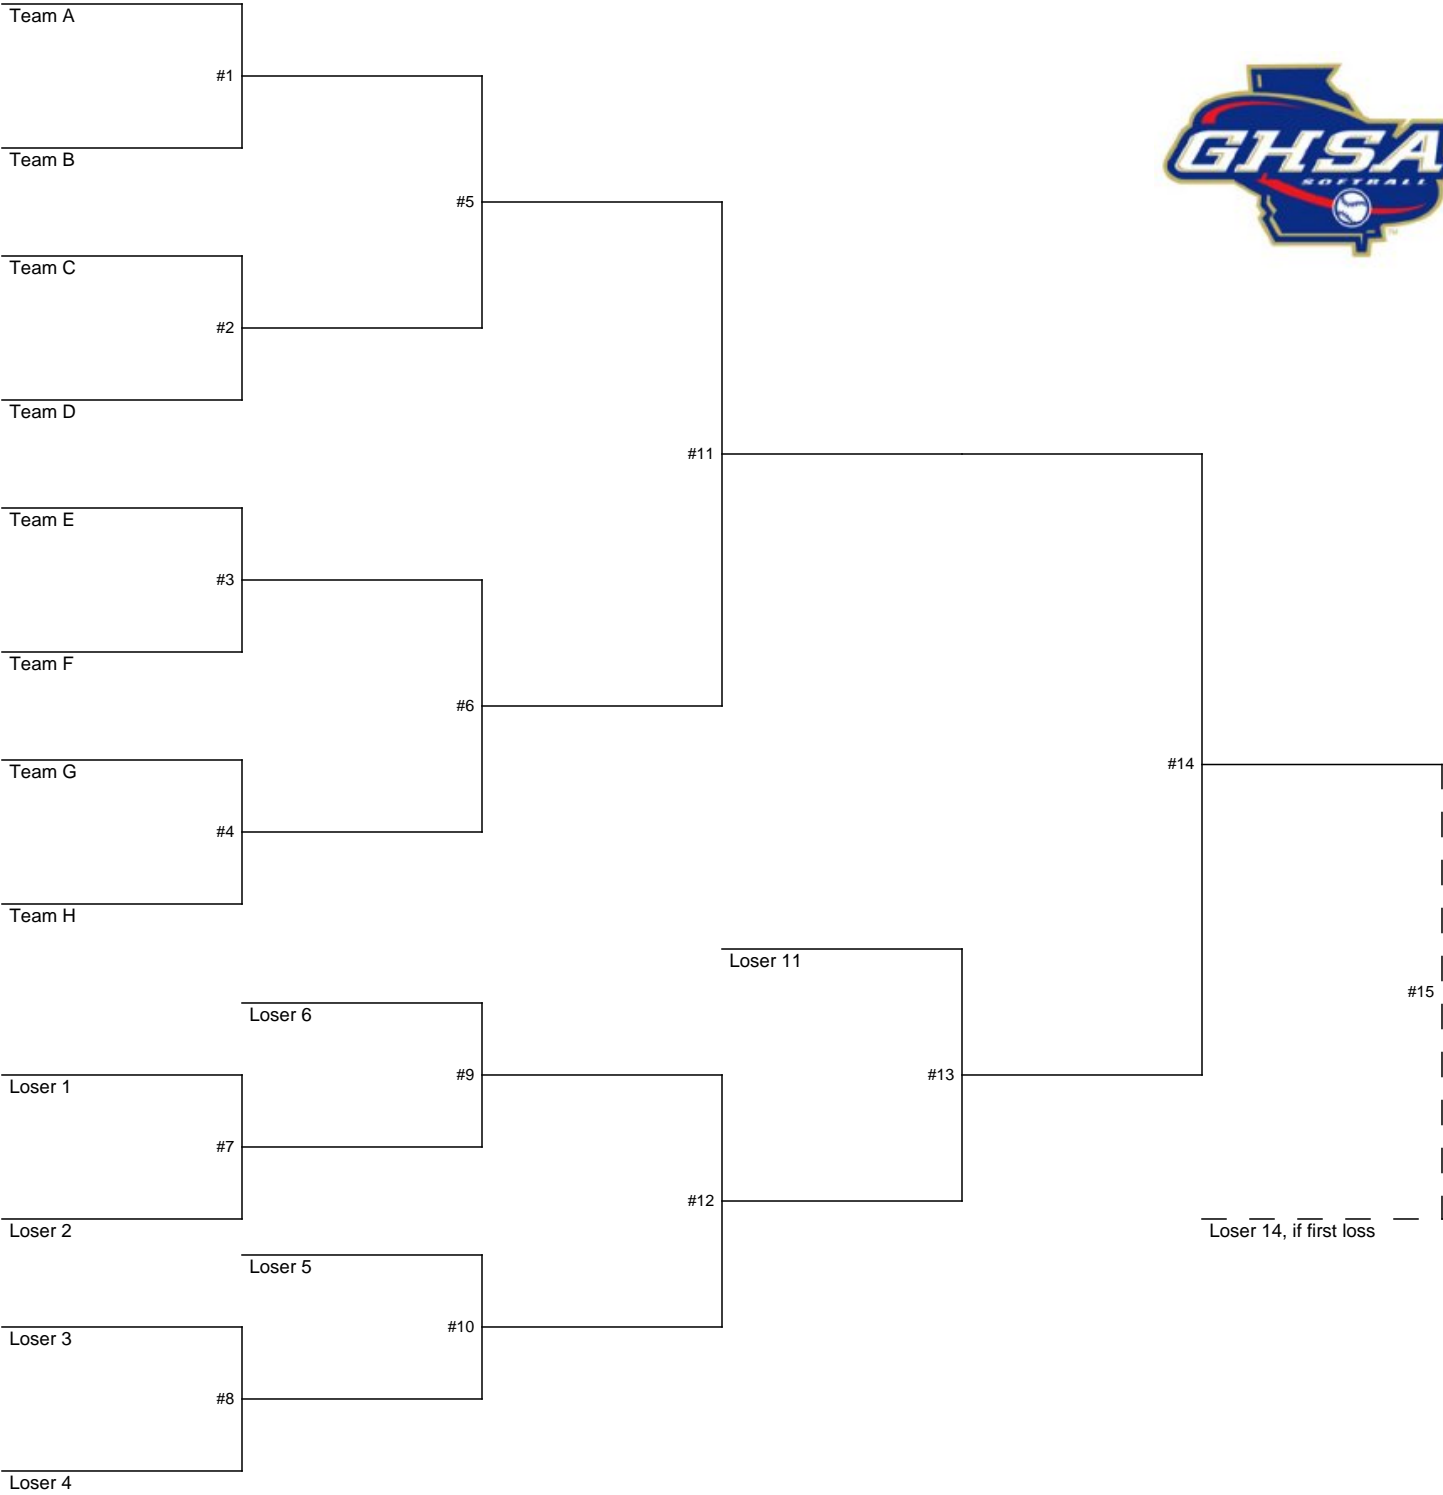 Team A
#1
Team B
#5
Team C
#2
Team D
#11
Team E
#3
Team F
#6
Team G
#4
Team H
#14
GHSA
SOFTBALL
TM
Loser 11
Loser 6
#15
Loser 1
#9
#13
#7
#12
Loser 2
Loser 14, if first loss
Loser 5
Loser 3
#10
#8
Loser 4